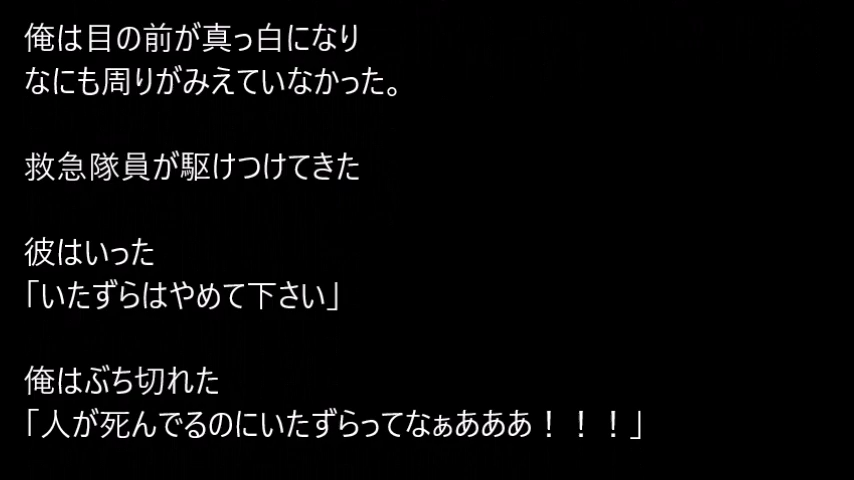 俺は目の前が真っ白になり
なにも周りがみえていなかった。
救急隊員が駆けつけてきた
彼はいった
「いたずらはやめて下さい」
俺はぶち切れた
「人が死んでるのにいたずらってなぁあああ！！！」